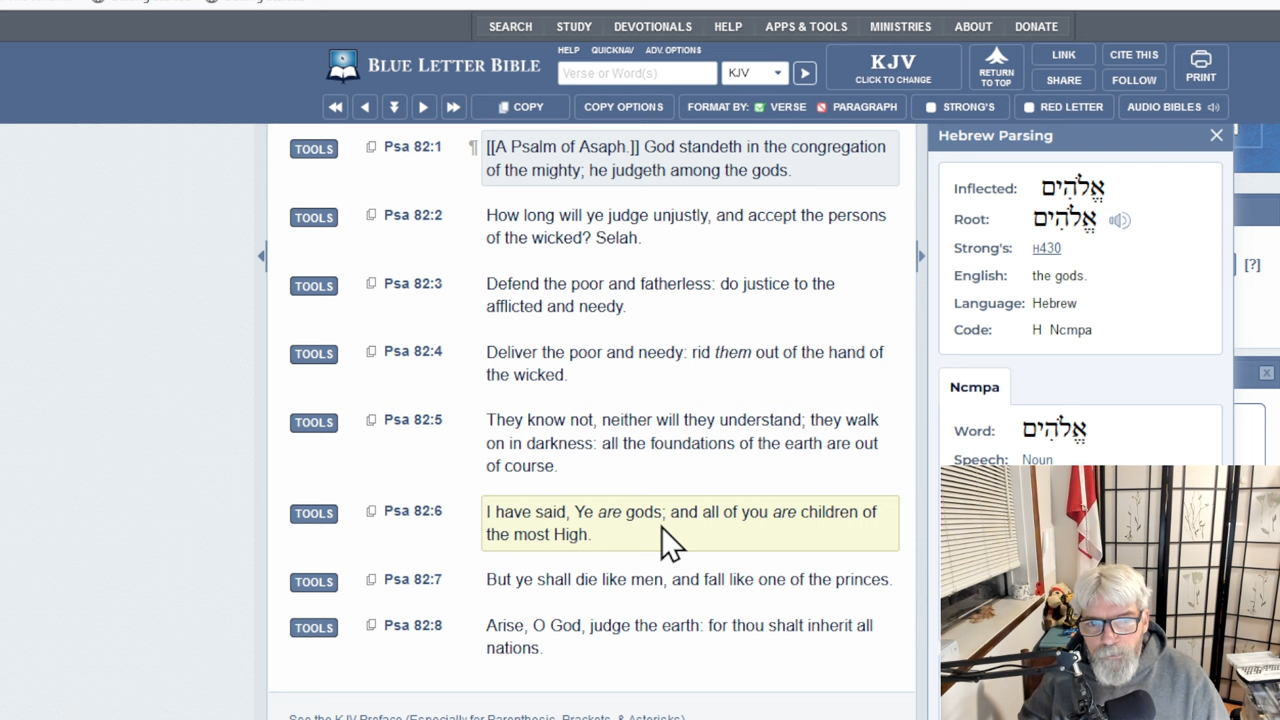 SEARCH STUDY DEVOTIONALS HELP APPS & TOOLS MINISTRIES ABOUT DONATE
BLUE LETTER BIBLE
HELP QUICKNAV ADV. OPTIONS
Verse or Word(s) KJV
KJV
CLICK TO CHANGE
RETURN
TO TOP
LINK CITE THIS
SHARE FOLLOW
PRINT
COPY COPY OPTIONS FORMAT BY: VERSE PARAGRAPH STRONG'S RED LETTER AUDIO BIBLES
TOOLS Psa 82:1 ¶ [[A Psalm of Asaph.]] God standeth in the congregation
of the mighty; he judgeth among the gods.
TOOLS Psa 82:2 How long will ye judge unjustly, and accept the persons
of the wicked? Selah.
TOOLS Psa 82:3 Defend the poor and fatherless: do justice to the
afflicted and needy.
TOOLS Psa 82:4 Deliver the poor and needy: rid them out of the hand of
the wicked.
TOOLS Psa 82:5 They know not, neither will they understand; they walk
on in darkness: all the foundations of the earth are out
of course.
TOOLS Psa 82:6 I have said, Ye are gods; and all of you are children of
the most High.
TOOLS Psa 82:7 But ye shall die like men, and fall like one of the princes.
TOOLS Psa 82:8 Arise, O God, judge the earth: for thou shalt inherit all
nations.
See the KJV Preface (Especially for Parenthesis, Brackets, & Asterisks)
Hebrew Parsing
Inflected: אֱלֹהִים
Root: אֱלֹהִים
Strong's: H430
English: the gods.
Language: Hebrew
Code: H Ncmpa
Ncmpa
Word: אֱלֹהִים
Speech: Noun
[?]